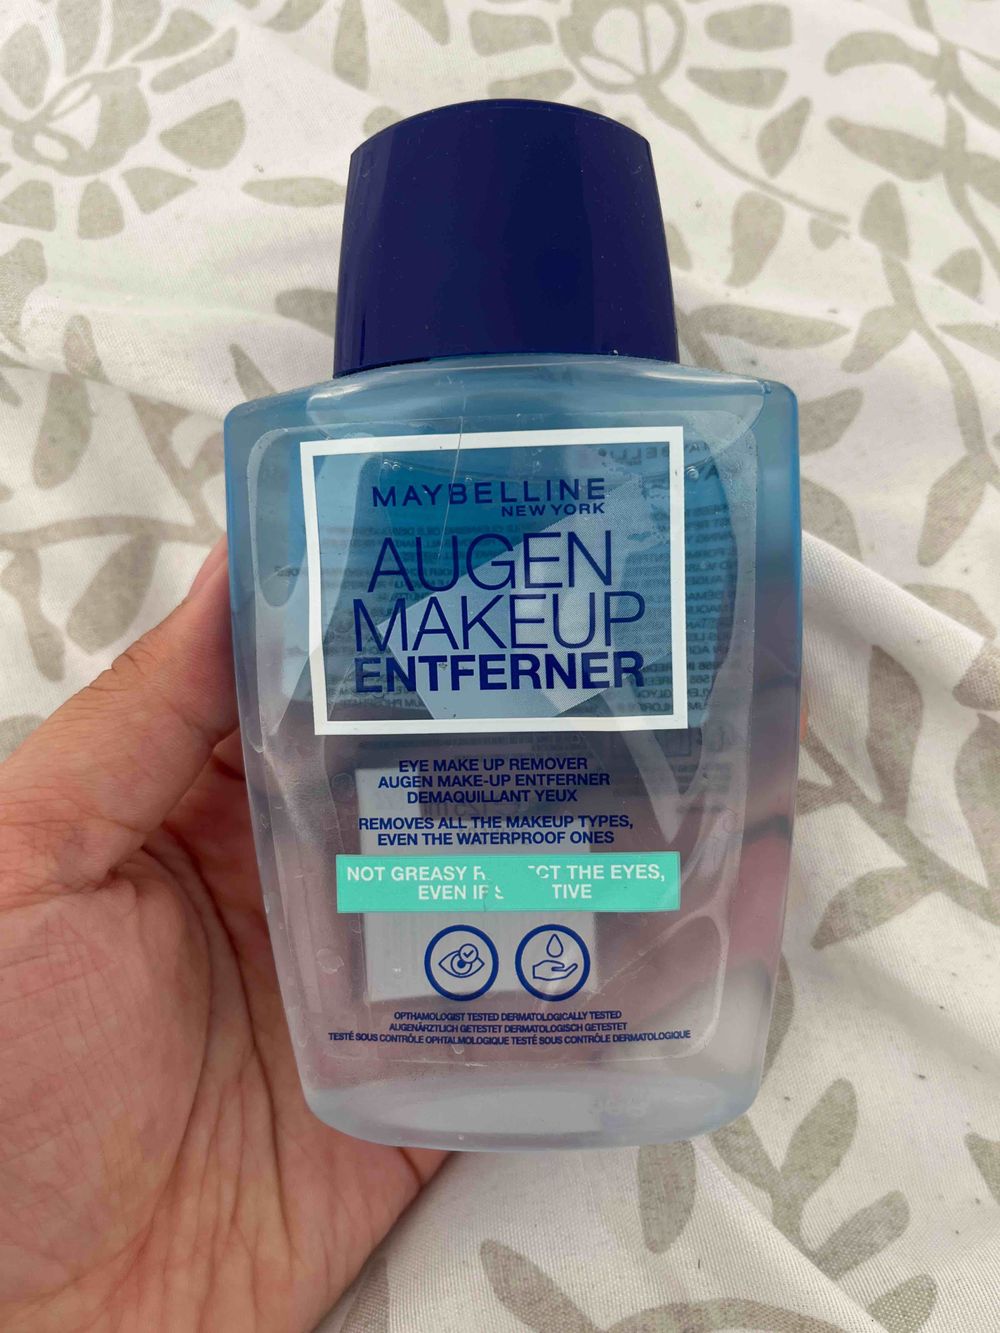 MAYBELLINE
NEW YORK
AUGEN
MAKEUP
ENTFERNER
EYE MAKE UP REMOVER
AUGEN MAKE-UP ENTFERNER
DEMAQUILLANT YEUX
REMOVES ALL THE MAKEUP TYPES,
EVEN THE WATERPROOF ONES
NOT GREASY THE EYES,
EVEN IF
OPTHAMOLOGIST TESTED DERMATOLOGICALLY TESTED
AUGENÄRZTLICH GETESTET DERMATOLOGISCH GETESTET
TESTÉ SOUS CONTRÔLE OPHTALMOLOGIQUE TESTÉ SOUS CONTRÔLE DERMATOLOGIQUE